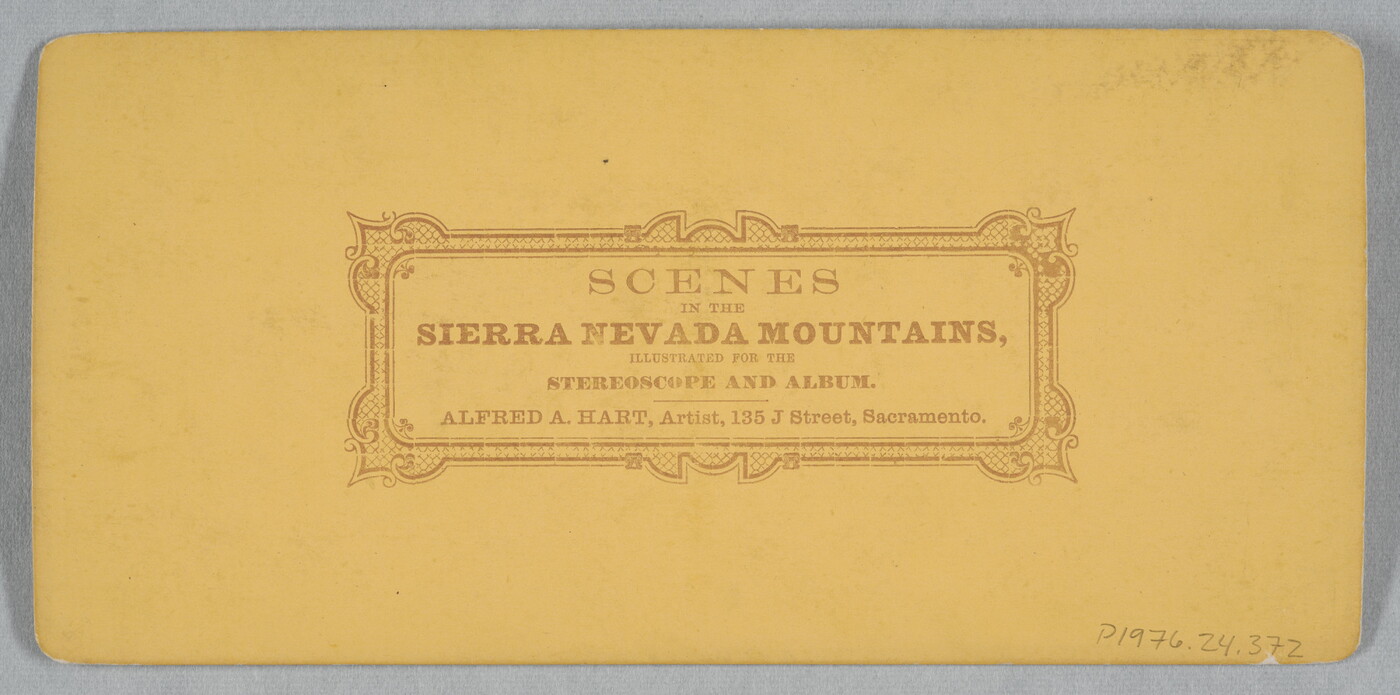 SCENES
IN THE
SIERRA NEVADA MOUNTAINS,
ILLUSTRATED FOR THE
STEREOSCOPE AND ALBUM.
ALFRED A. HART, Artist, 135 J Street, Sacramento.
P1976.24.372